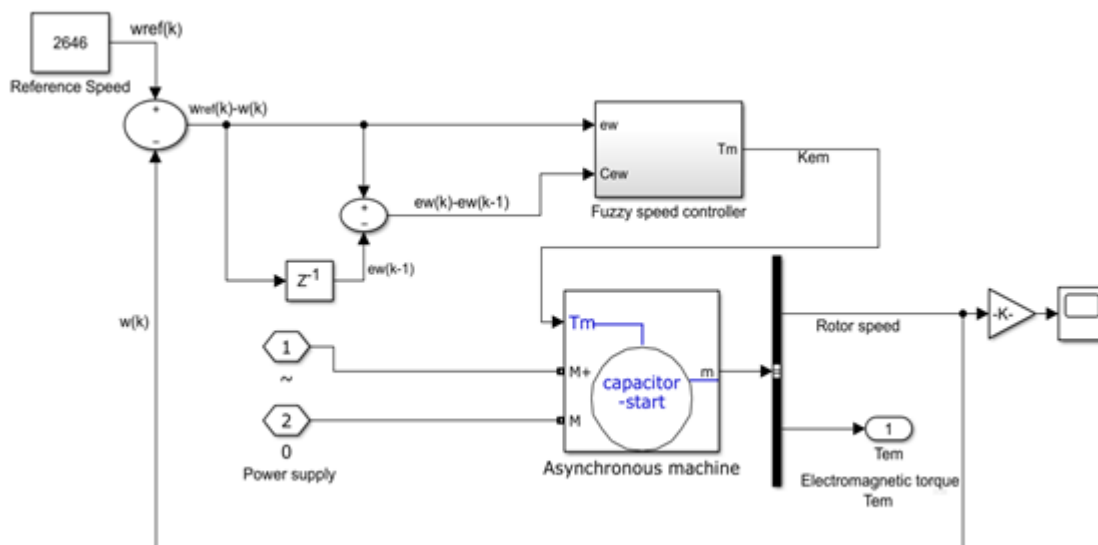 2646
wref(k)
Reference Speed
+
−
wref(k)-w(k)
ew
Cew
Tm
Fuzzy speed controller
Kem
+
−
ew(k)-ew(k-1)
Z-1
ew(k-1)
w(k)
1
~
2
0
Power supply
Tm
M+
M
capacitor
-start
m
Asynchronous machine
Rotor speed
-K-
1
Tem
Electromagnetic torque
Tem